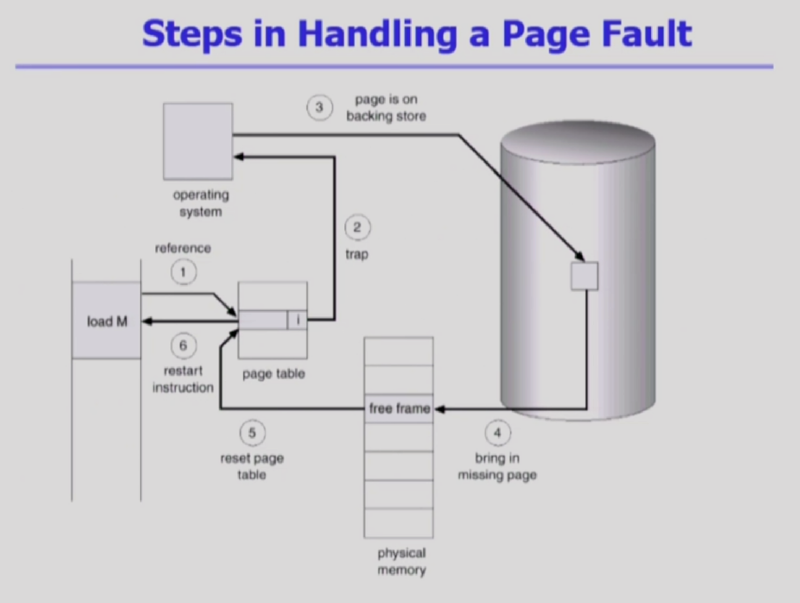 Steps in Handling a Page Fault
3
page is on
backing store
operating
system
2
trap
reference
1
load M
i
6
restart
instruction
page table
free frame
5
reset page
table
4
bring in
missing page
physical
memory